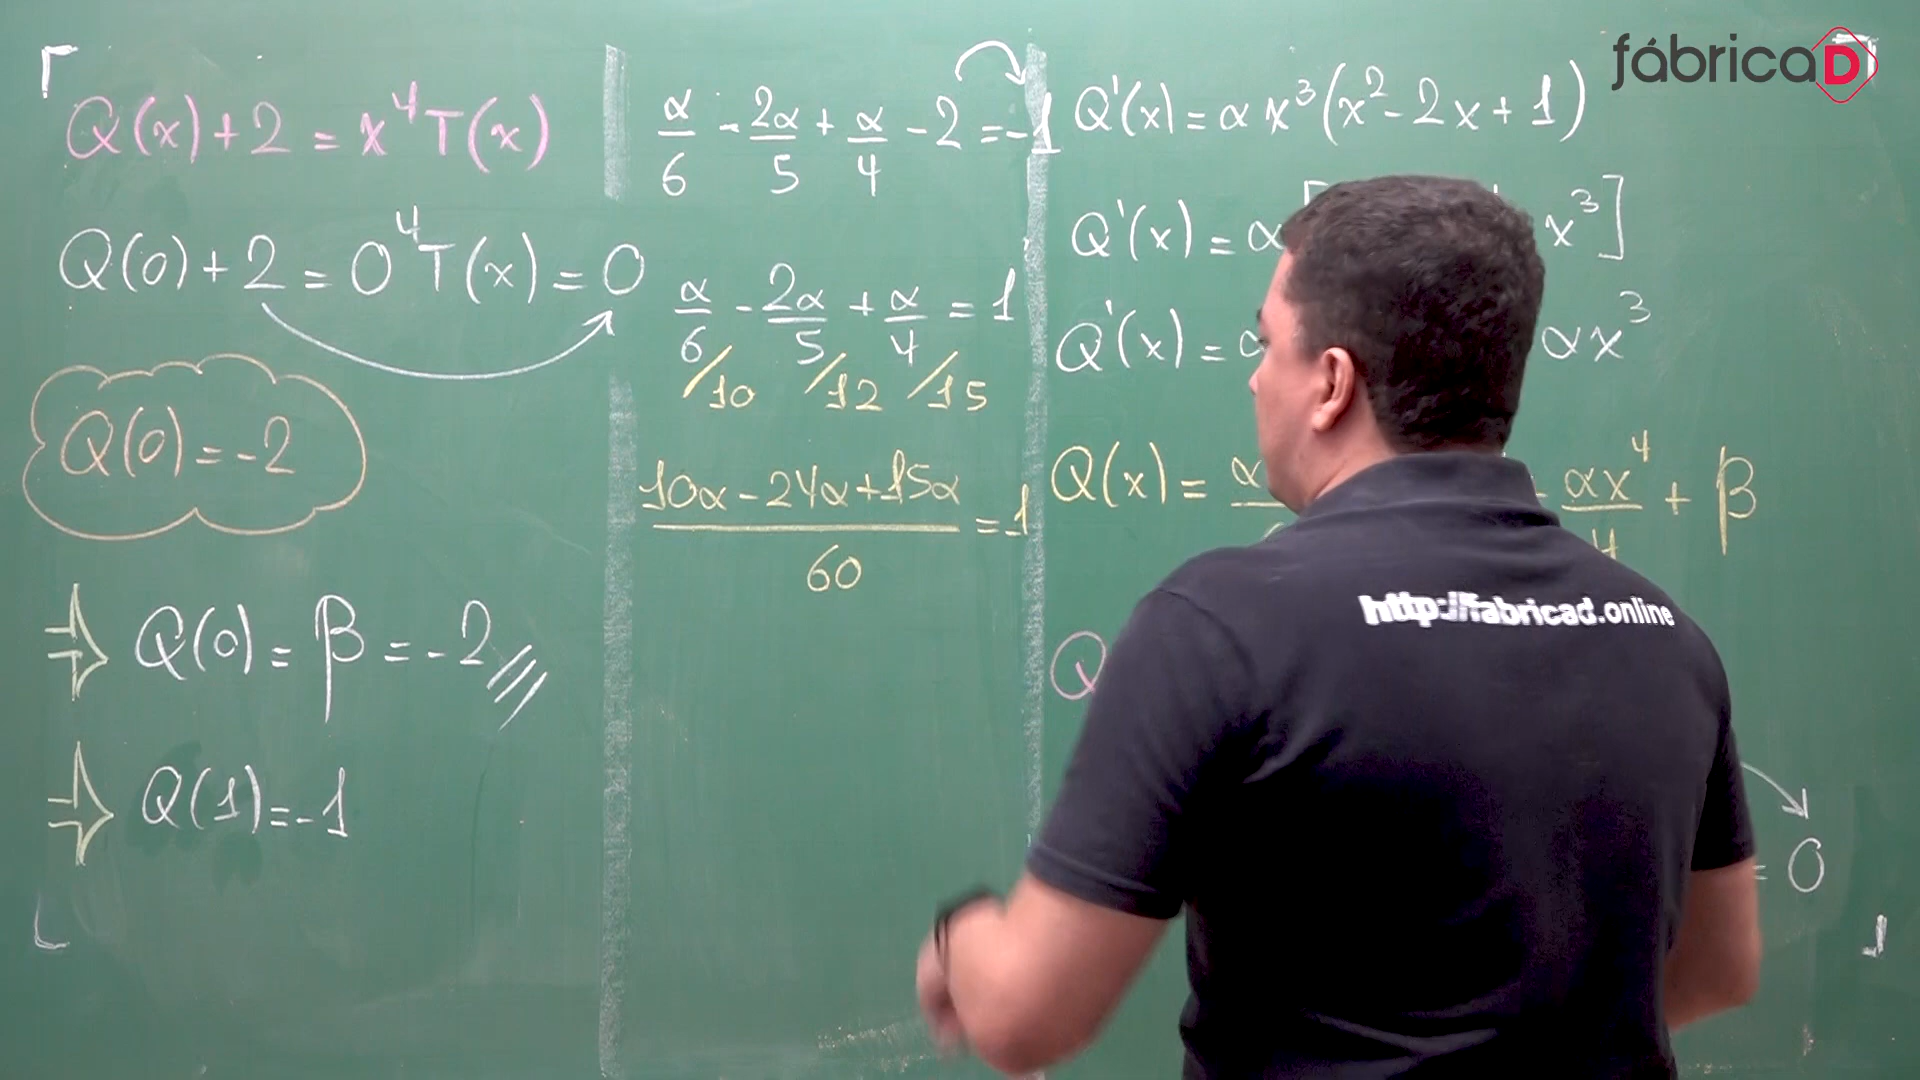 fábricaD
Q(x)+2 = x⁴T(x)
Q(0)+2 = 0⁴T(x) = 0
Q(0) = -2
⇒ Q(0) = β = -2
⇒ Q(1) = -1
α/6 - 2α/5 + α/4 - 2 = -1
α/6 - 2α/5 + α/4 = 1
/10 /12 /15
(10α - 24α + 15α)/60 = 1
Q'(x) = αx³(x² - 2x + 1)
Q'(x) = α[ x³]
Q'(x) = α αx³
Q(x) = α αx⁴/4 + β
Q
= 0
http://fabricad.online